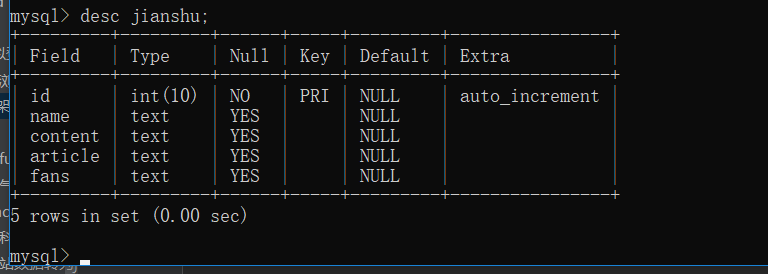 mysql> desc jianshu;
+---------+---------+------+-----+---------+----------------+
| Field | Type | Null | Key | Default | Extra |
+---------+---------+------+-----+---------+----------------+
| id | int(10) | NO | PRI | NULL | auto_increment |
| name | text | YES | | NULL | |
| content | text | YES | | NULL | |
| article | text | YES | | NULL | |
| fans | text | YES | | NULL | |
+---------+---------+------+-----+---------+----------------+
5 rows in set (0.00 sec)
mysql>